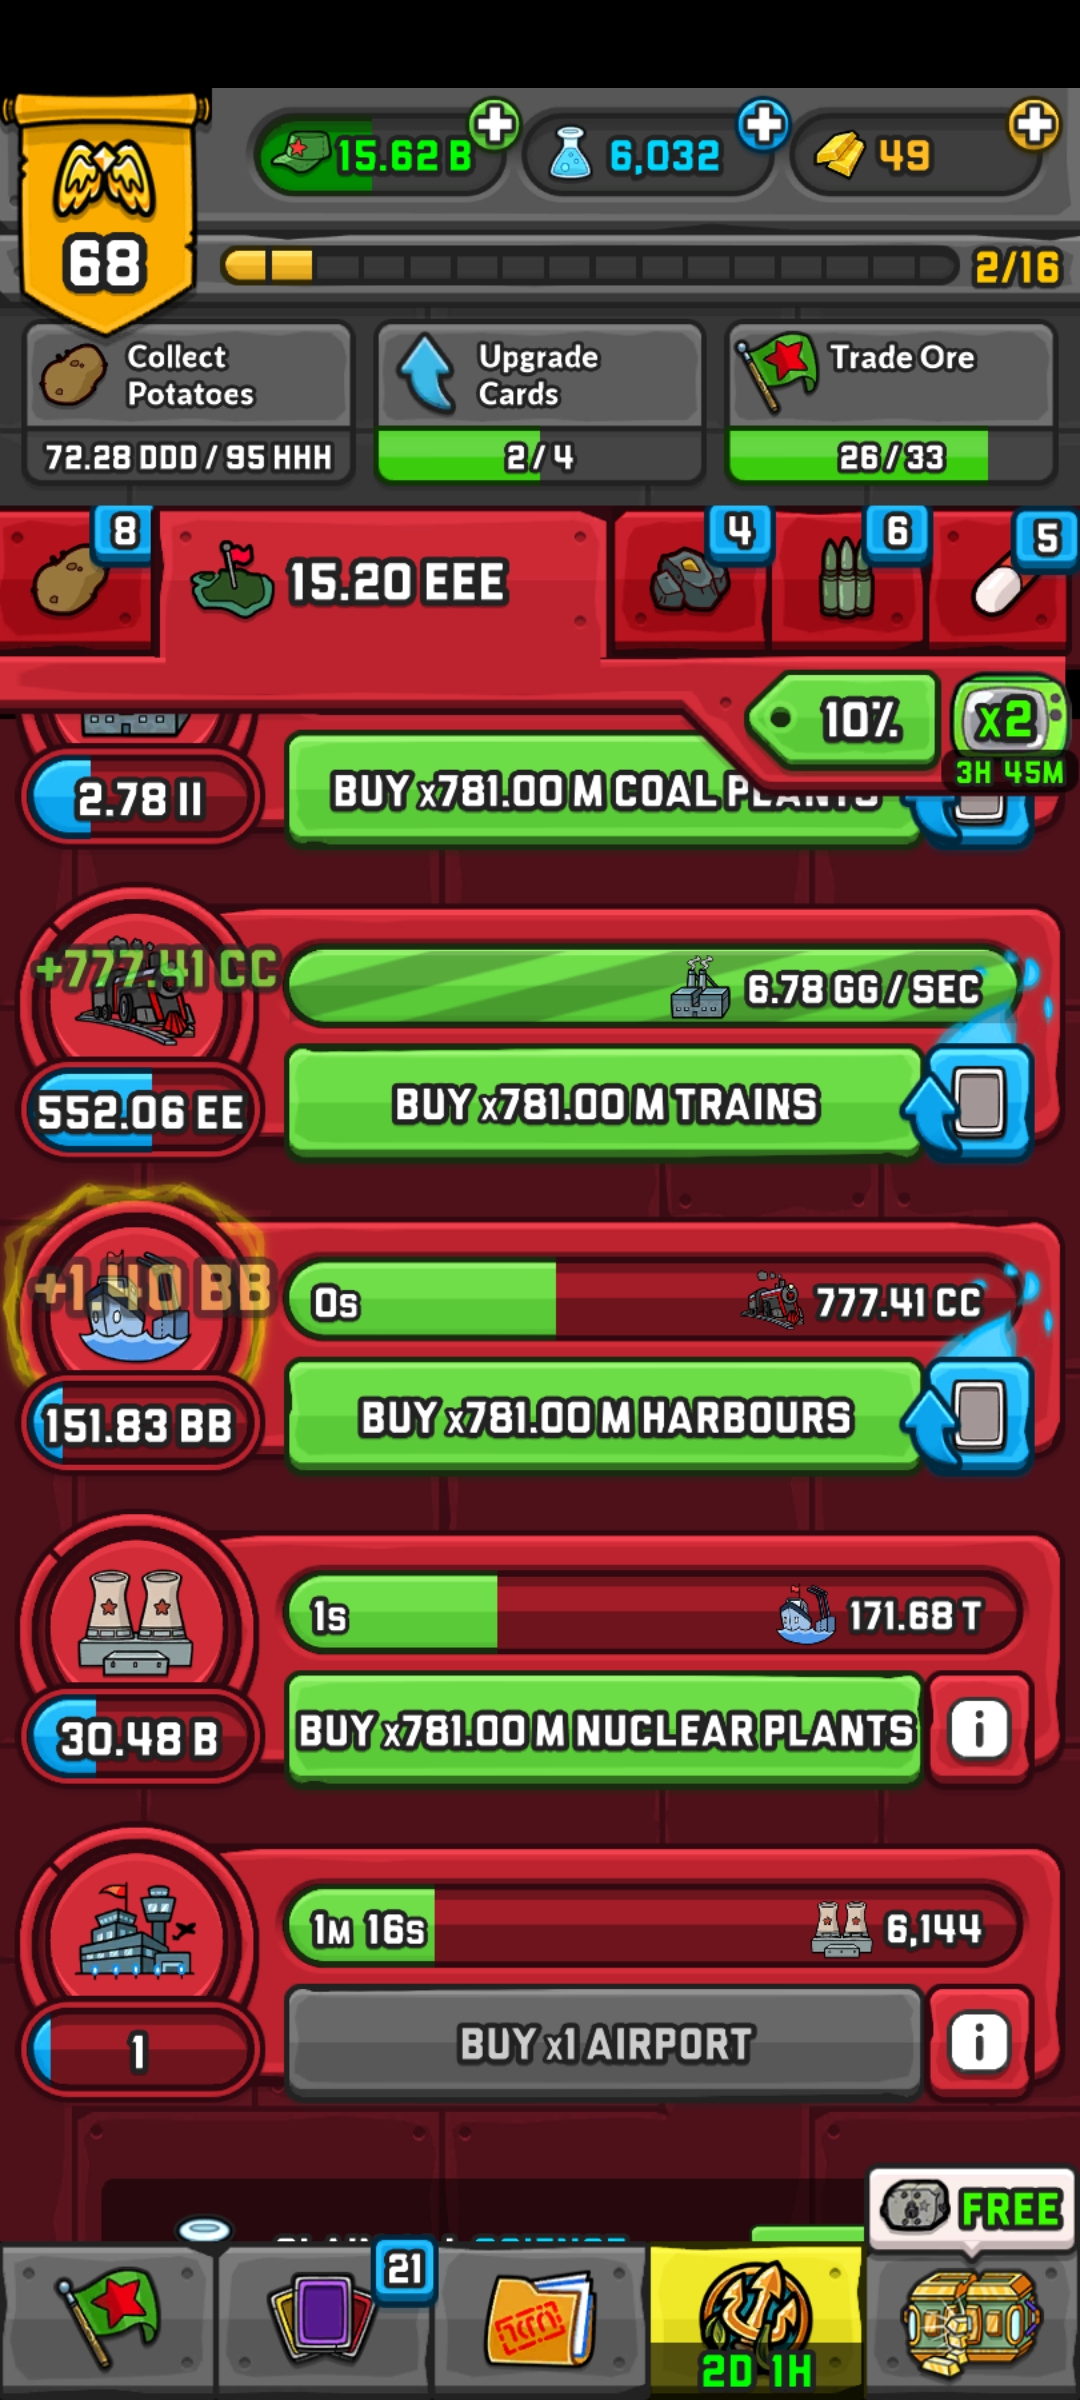 15.62 B
6,032
49
68
2/16
Collect
Potatoes
Upgrade
Cards
Trade Ore
72.28 DDD / 95 HHH
2/4
26/33
8
15.20 EEE
4
6
5
10%
x2
3H 45M
2.78 II
BUY x781.00 M COAL PLANTS
+777.41 CC
6.78 GG / SEC
552.06 EE
BUY x781.00 M TRAINS
+1.40 BB
0s
777.41 CC
151.83 BB
BUY x781.00 M HARBOURS
1s
171.68 T
30.48 B
BUY x781.00 M NUCLEAR PLANTS
i
1M 16s
6,144
1
BUY x1 AIRPORT
i
FREE
21
2D 1H